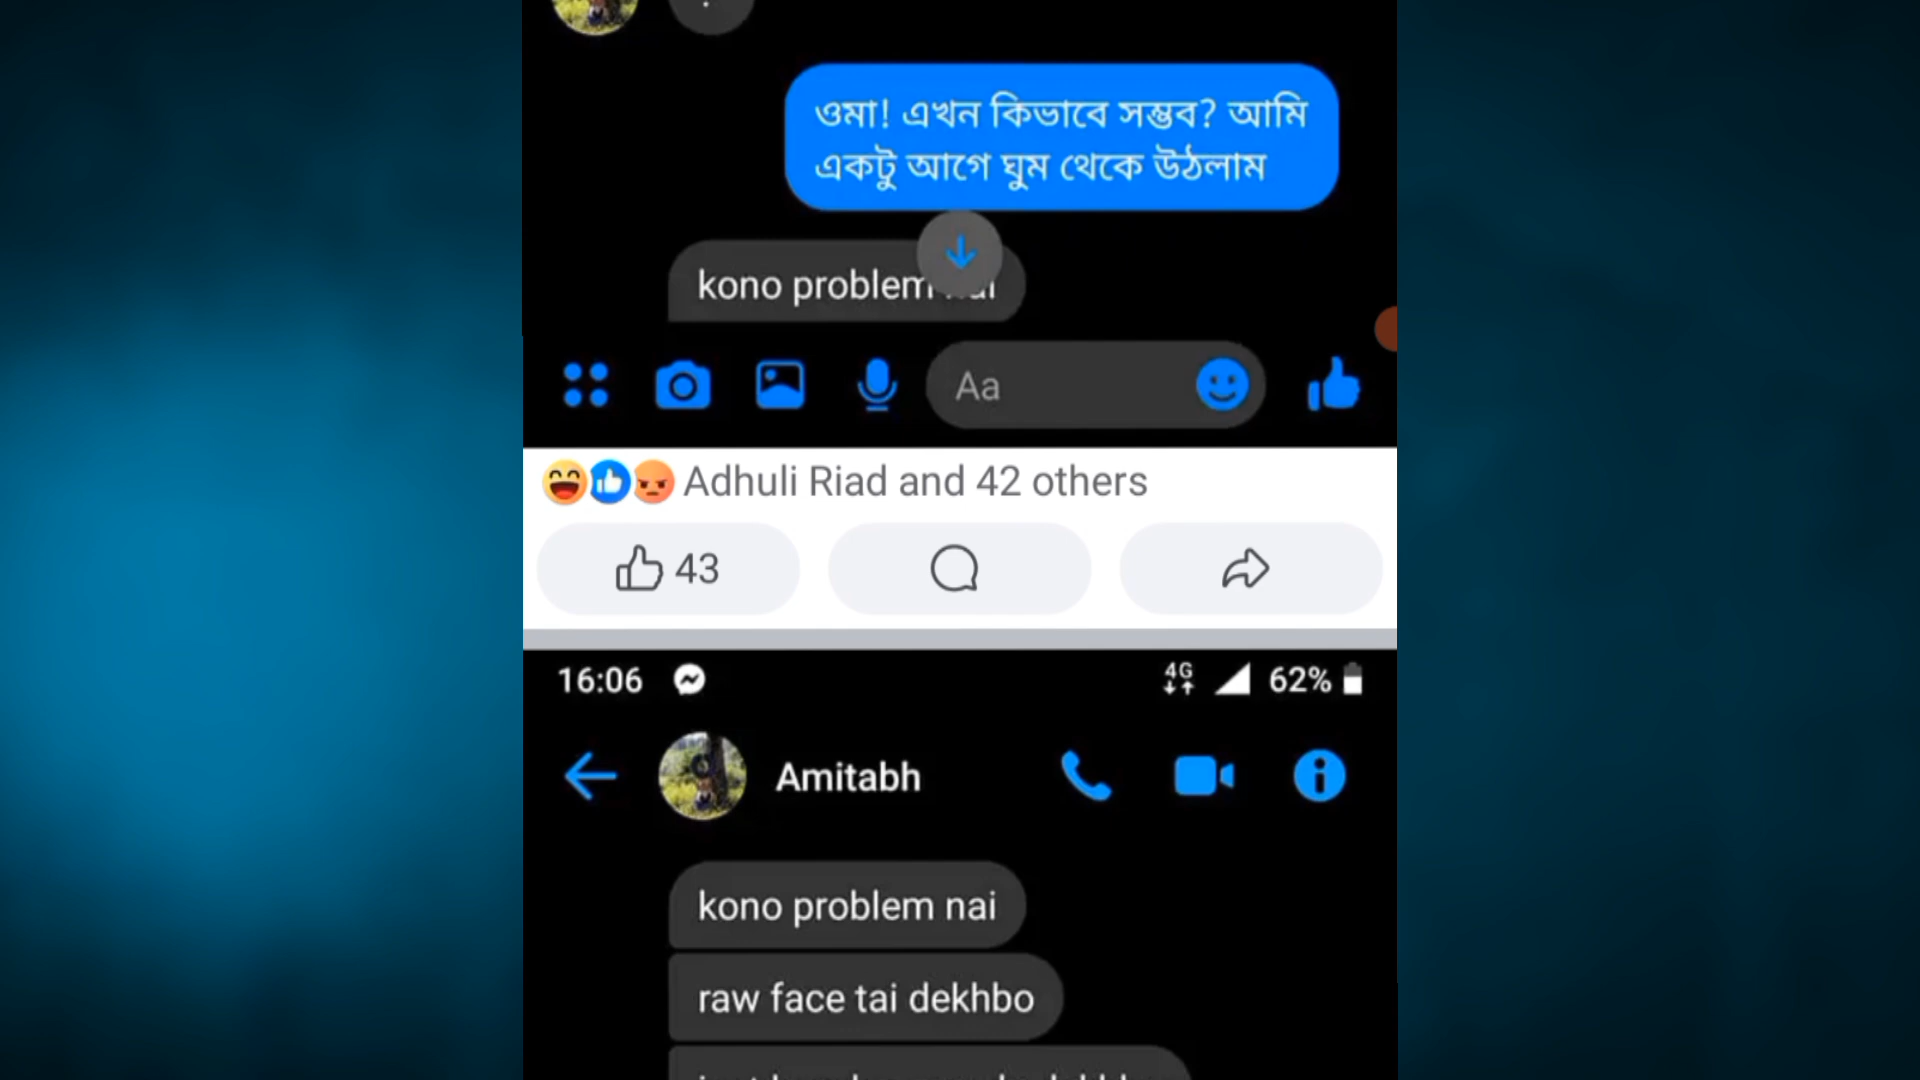 ওমা! এখন কিভাবে সম্ভব? আমি
একটু আগে ঘুম থেকে উঠলাম
kono problem
Aa
Adhuli Riad and 42 others
43
16:06
4G
62%
Amitabh
kono problem nai
raw face tai dekhbo